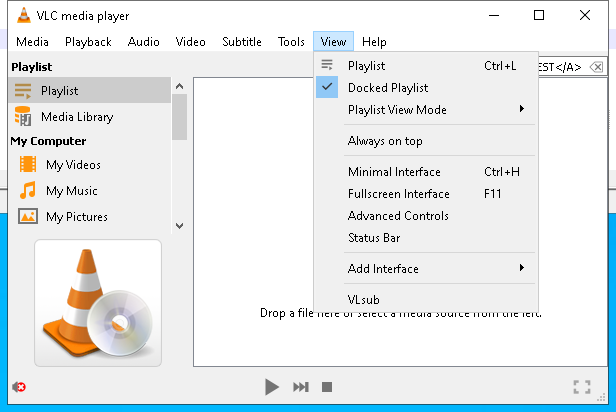 VLC media player
Media Playback Audio Video Subtitle Tools View Help
Playlist
Playlist
Media Library
My Computer
My Videos
My Music
My Pictures
EST</A>
Playlist Ctrl+L
Docked Playlist
Playlist View Mode
Always on top
Minimal Interface Ctrl+H
Fullscreen Interface F11
Advanced Controls
Status Bar
Add Interface
VLsub
Drop a file here or select a media source from the left.